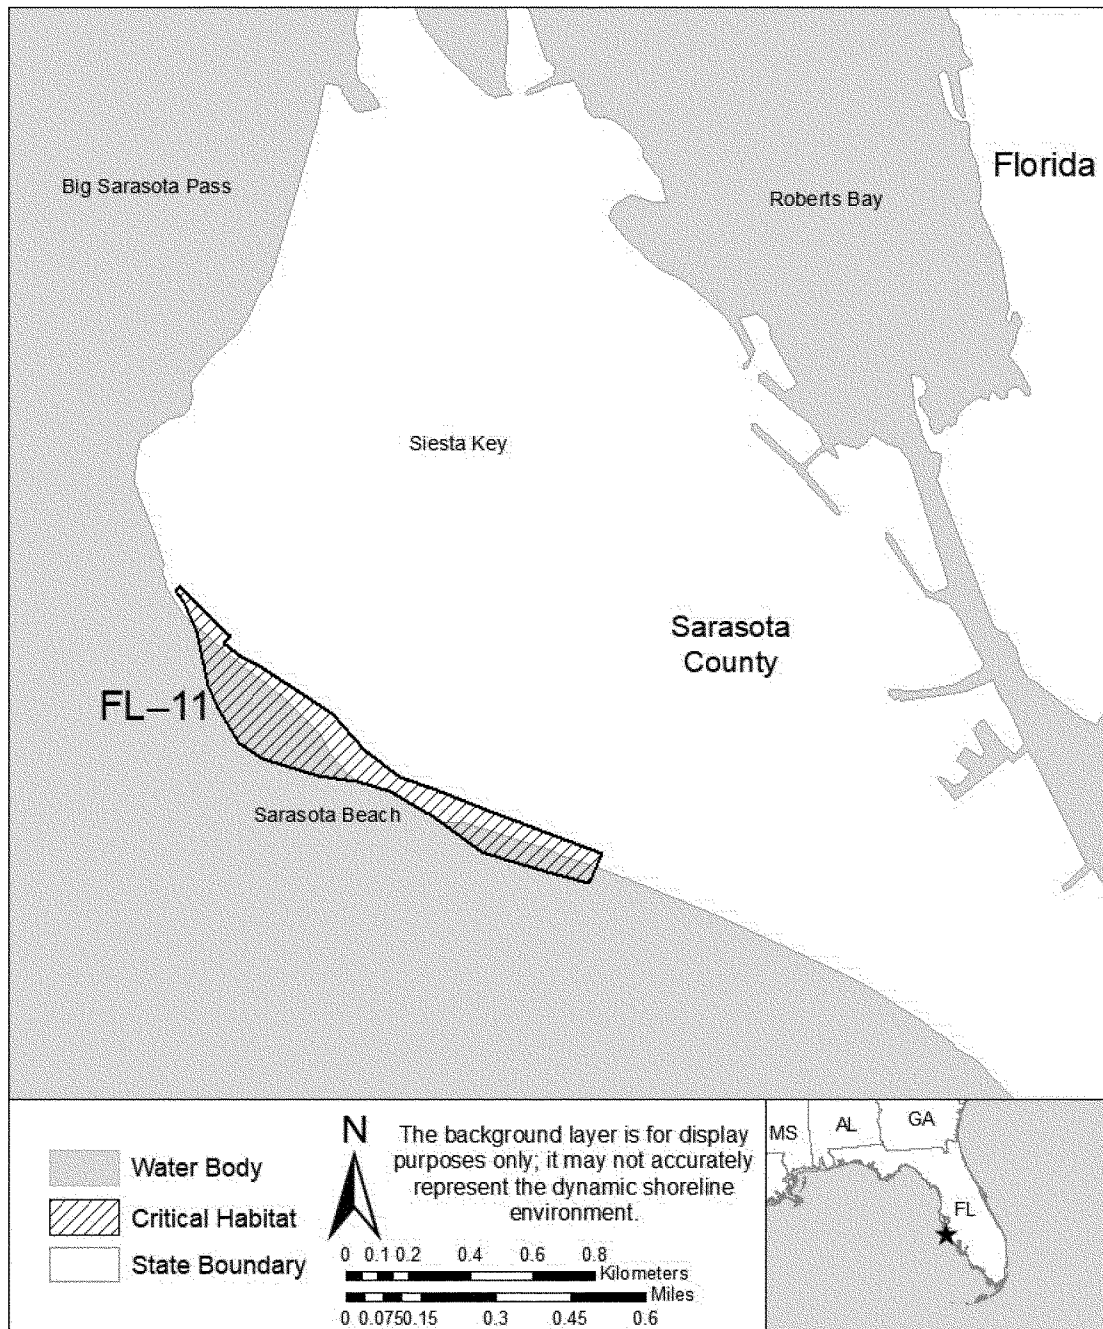 Florida
Big Sarasota Pass
Roberts Bay
Siesta Key
Sarasota
County
FL–11
Sarasota Beach
Water Body
Critical Habitat
State Boundary
N
The background layer is for display
purposes only; it may not accurately
represent the dynamic shoreline
environment.
0 0.1 0.2 0.4 0.6 0.8
Kilometers
Miles
0 0.0750.15 0.3 0.45 0.6
MS AL GA
FL